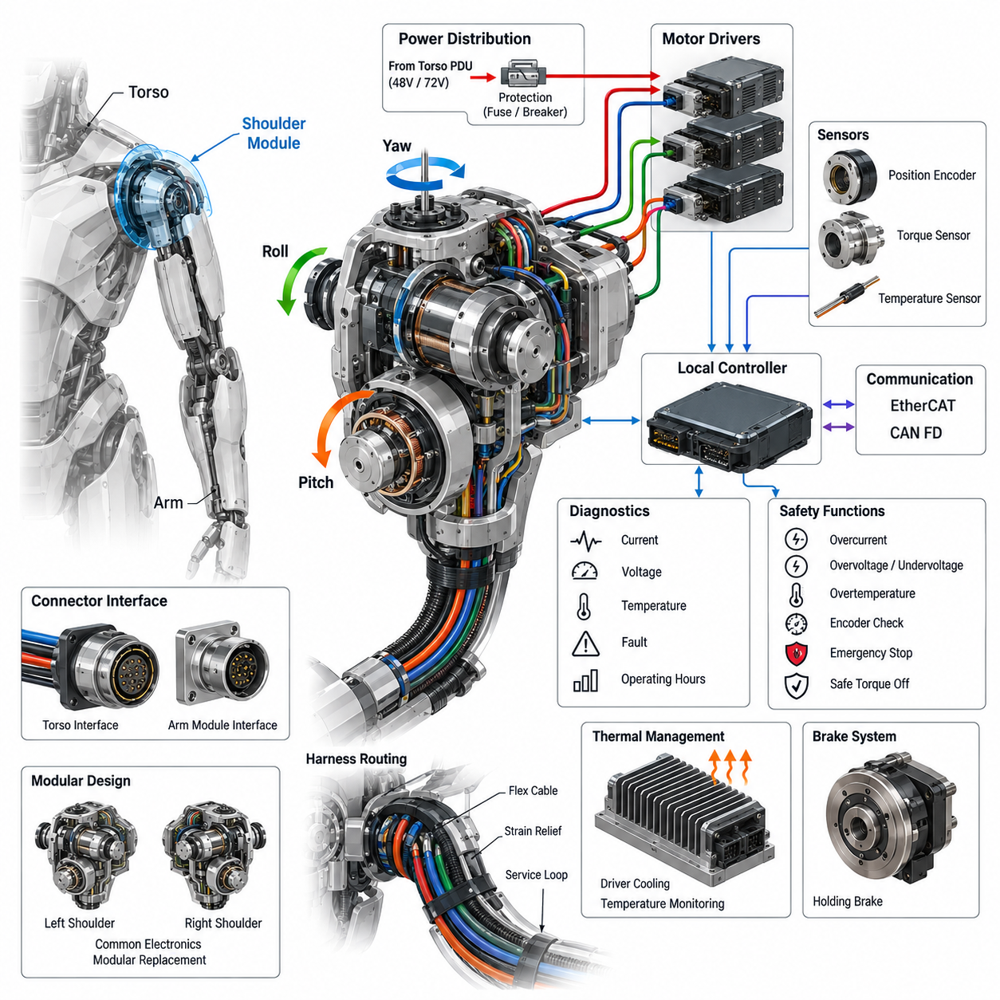 Power Distribution
From Torso PDU
(48V / 72V)
Protection
(Fuse / Breaker)
Motor Drivers
Torso
Shoulder
Module
Yaw
Roll
Pitch
Arm
Sensors
Position Encoder
Torque Sensor
Temperature Sensor
Local Controller
Communication
EtherCAT
CAN FD
Diagnostics
Current
Voltage
Temperature
Fault
Operating Hours
Safety Functions
Overcurrent
Overvoltage / Undervoltage
Overtemperature
Encoder Check
Emergency Stop
Safe Torque Off
Connector Interface
Torso Interface
Arm Module Interface
Modular Design
Left Shoulder
Right Shoulder
Common Electronics
Modular Replacement
Harness Routing
Flex Cable
Strain Relief
Service Loop
Thermal Management
Driver Cooling
Temperature Monitoring
Brake System
Holding Brake